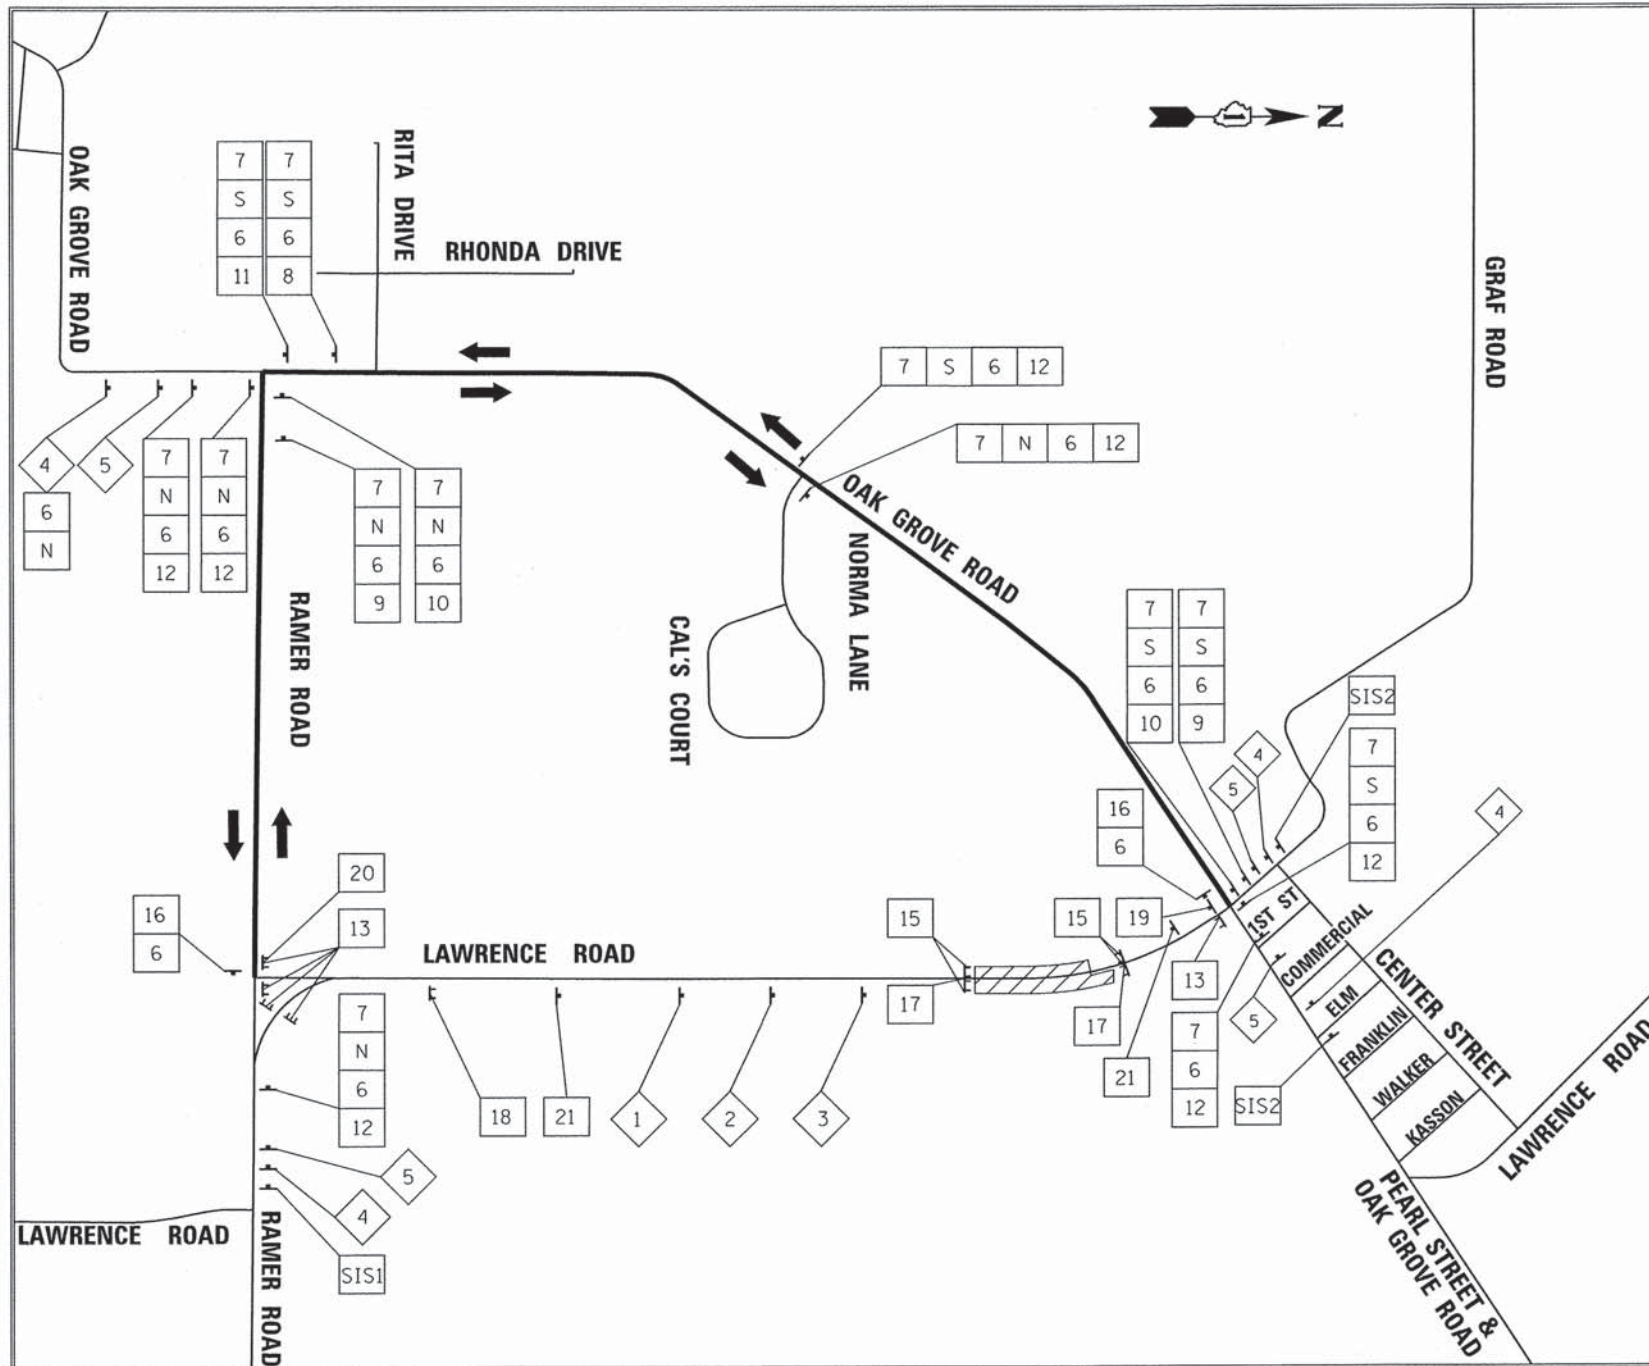 N
1
OAK GROVE ROAD
RITA DRIVE
RHONDA DRIVE
GRAF ROAD
7 7
S S
6 6
11 8
7 S 6 12
7 N 6 12
4
6
N
5
7 7
N N
6 6
12 12
7 7
N N
6 6
9 10
OAK GROVE ROAD
NORMA LANE
CAL'S COURT
RAMER ROAD
7 7
S S
6 6
10 9
SIS2
4
5
7
S
6
12
4
16
6
20
13
16
6
LAWRENCE ROAD
15
17
15
19
17
13
21
7
6
12
5
SIS2
1ST ST
COMMERCIAL
ELM
FRANKLIN
WALKER
KASSON
CENTER STREET
LAWRENCE ROAD
PEARL STREET &
OAK GROVE ROAD
7
N
6
12
18
21
1
2
3
5
4
SIS1
LAWRENCE ROAD
RAMER ROAD